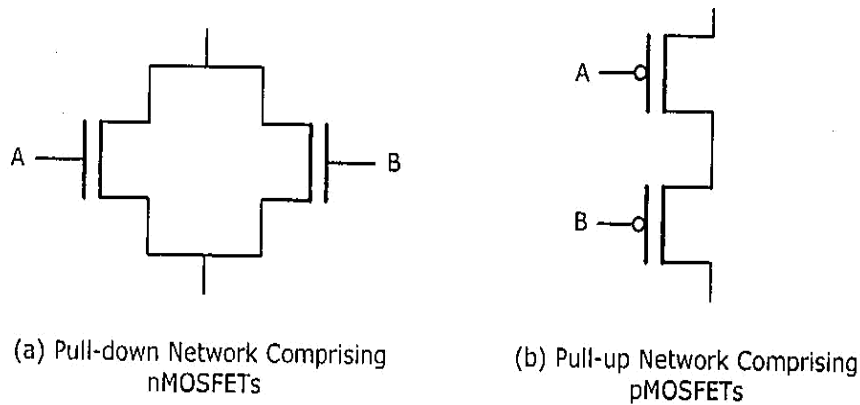 A
B
A
B
(a) Pull-down Network Comprising
nMOSFETs
(b) Pull-up Network Comprising
pMOSFETs